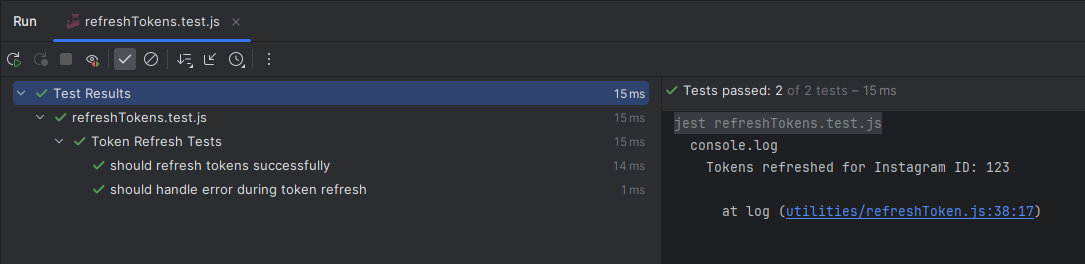 Run refreshTokens.test.js
Test Results 15 ms
refreshTokens.test.js 15 ms
Token Refresh Tests 15 ms
should refresh tokens successfully 14 ms
should handle error during token refresh 1 ms
Tests passed: 2 of 2 tests – 15 ms
jest refreshTokens.test.js
console.log
Tokens refreshed for Instagram ID: 123
at log (utilities/refreshToken.js:38:17)